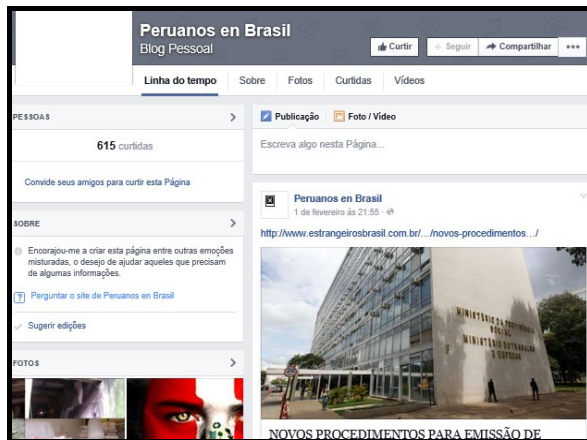 Peruanos en Brasil
Blog Pessoal
Curtir
Seguir
Compartilhar
Linha do tempo Sobre Fotos Curtidas Vídeos
PESSOAS
615 curtidas
Convide seus amigos para curtir esta Página
SOBRE
Encorajou-me a criar esta página entre outras emoções
misturadas, o desejo de ajudar aqueles que precisam
de algumas informações.
Perguntar o site de Peruanos en Brasil
Sugerir edições
FOTOS
Publicação Foto / Vídeo
Escreva algo nesta Página...
Peruanos en Brasil
1 de fevereiro às 21:55
http://www.estrangeirosbrasil.com.br/.../novos-procedimentos.../
MINISTÉRIO DA PREVIDÊNCIA
SOCIAL
MINISTÉRIO DO TRABALHO
E EMPREGO
F
NOVOS PROCEDIMENTOS PARA EMISSÃO DE